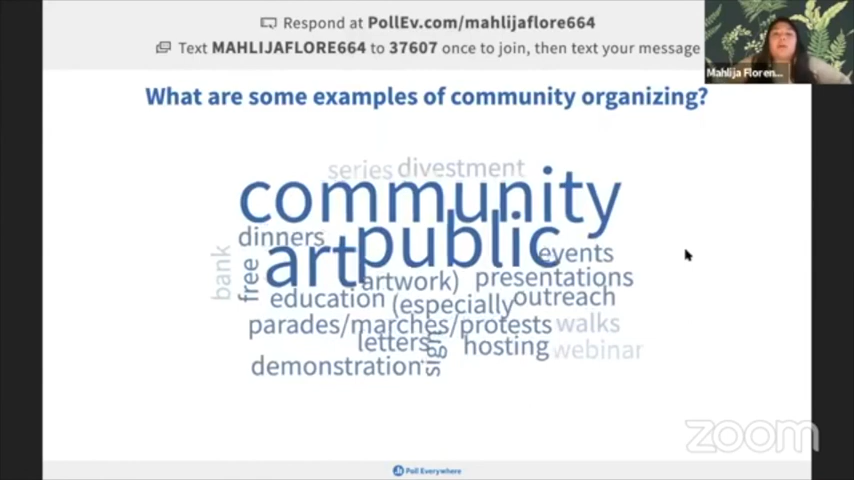 Respond at PollEv.com/mahlijaflore664
Text MAHLIJAFLORE664 to 37607 once to join, then text your message
Mahlija Floren...
What are some examples of community organizing?
series divestment
community
dinners
public
art
events
bank
free
artwork)
presentations
education
(especially
outreach
parades/marches/protests
walks
letters
sign
hosting
webinar
demonstration
zoom
Poll Everywhere